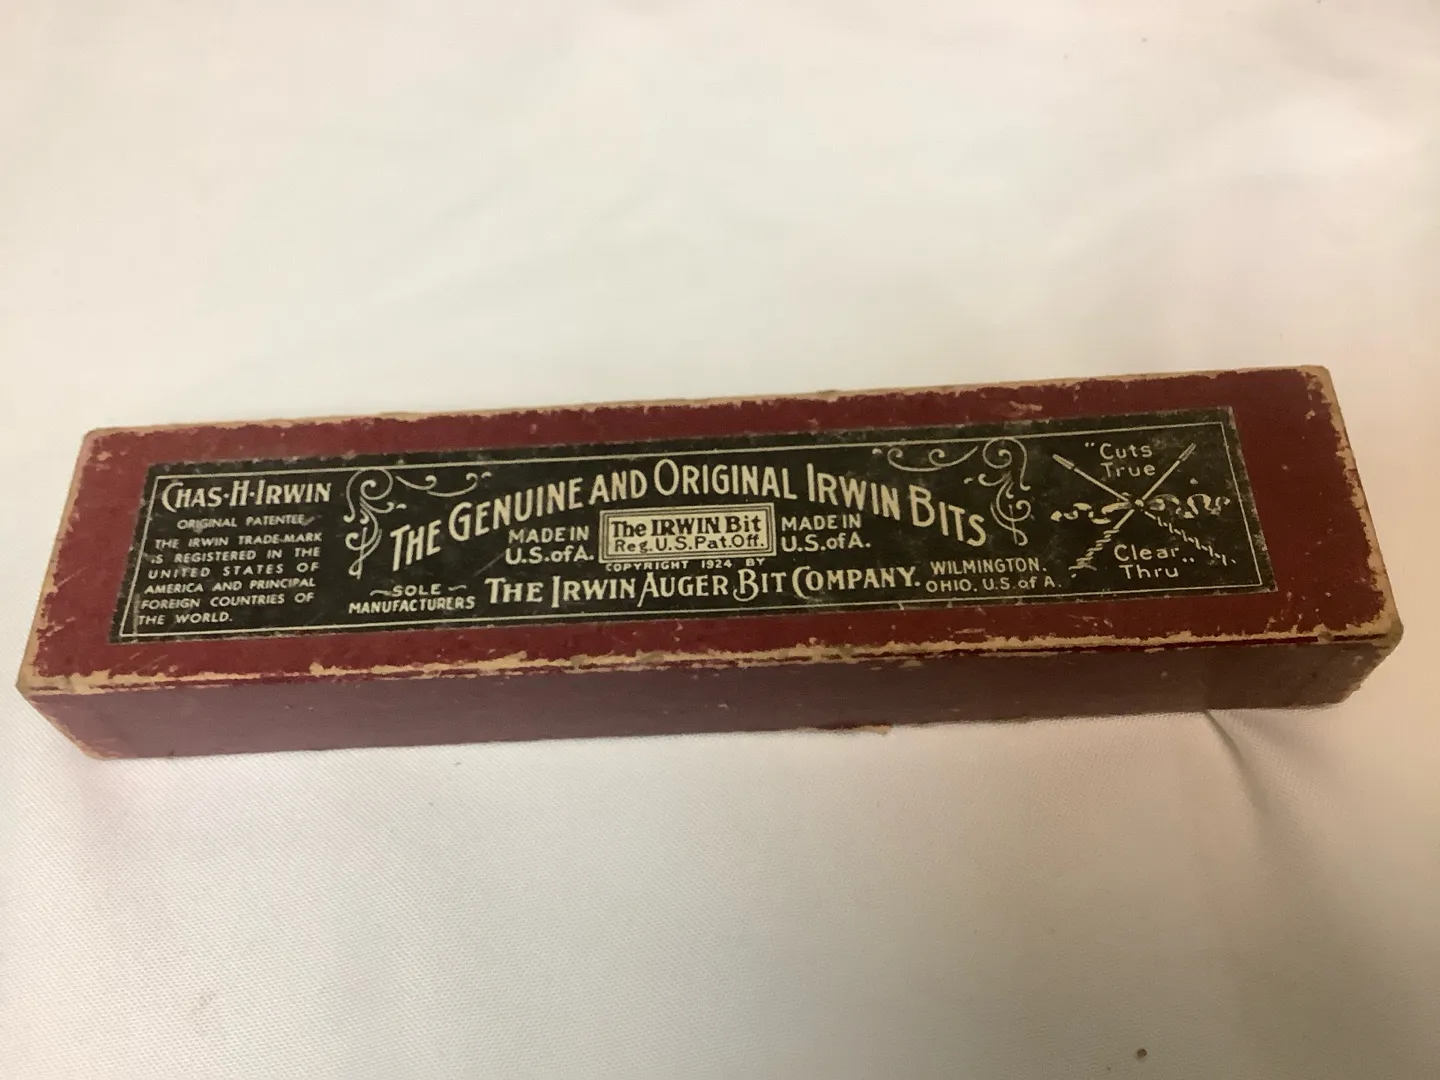 CHAS·H·IRWIN
ORIGINAL PATENTEE
THE IRWIN TRADE-MARK
IS REGISTERED IN THE
UNITED STATES OF
AMERICA AND PRINCIPAL
FOREIGN COUNTRIES OF
THE WORLD.
THE GENUINE AND ORIGINAL IRWIN BITS
MADE IN
U.S.of A.
The IRWIN Bit
Reg. U.S. Pat. Off.
MADE IN
U.S.of A.
COPYRIGHT 1924 BY
SOLE
MANUFACTURERS
THE IRWIN AUGER BIT COMPANY.
WILMINGTON.
OHIO. U.S. of A.
"Cuts
True
Clear
Thru"